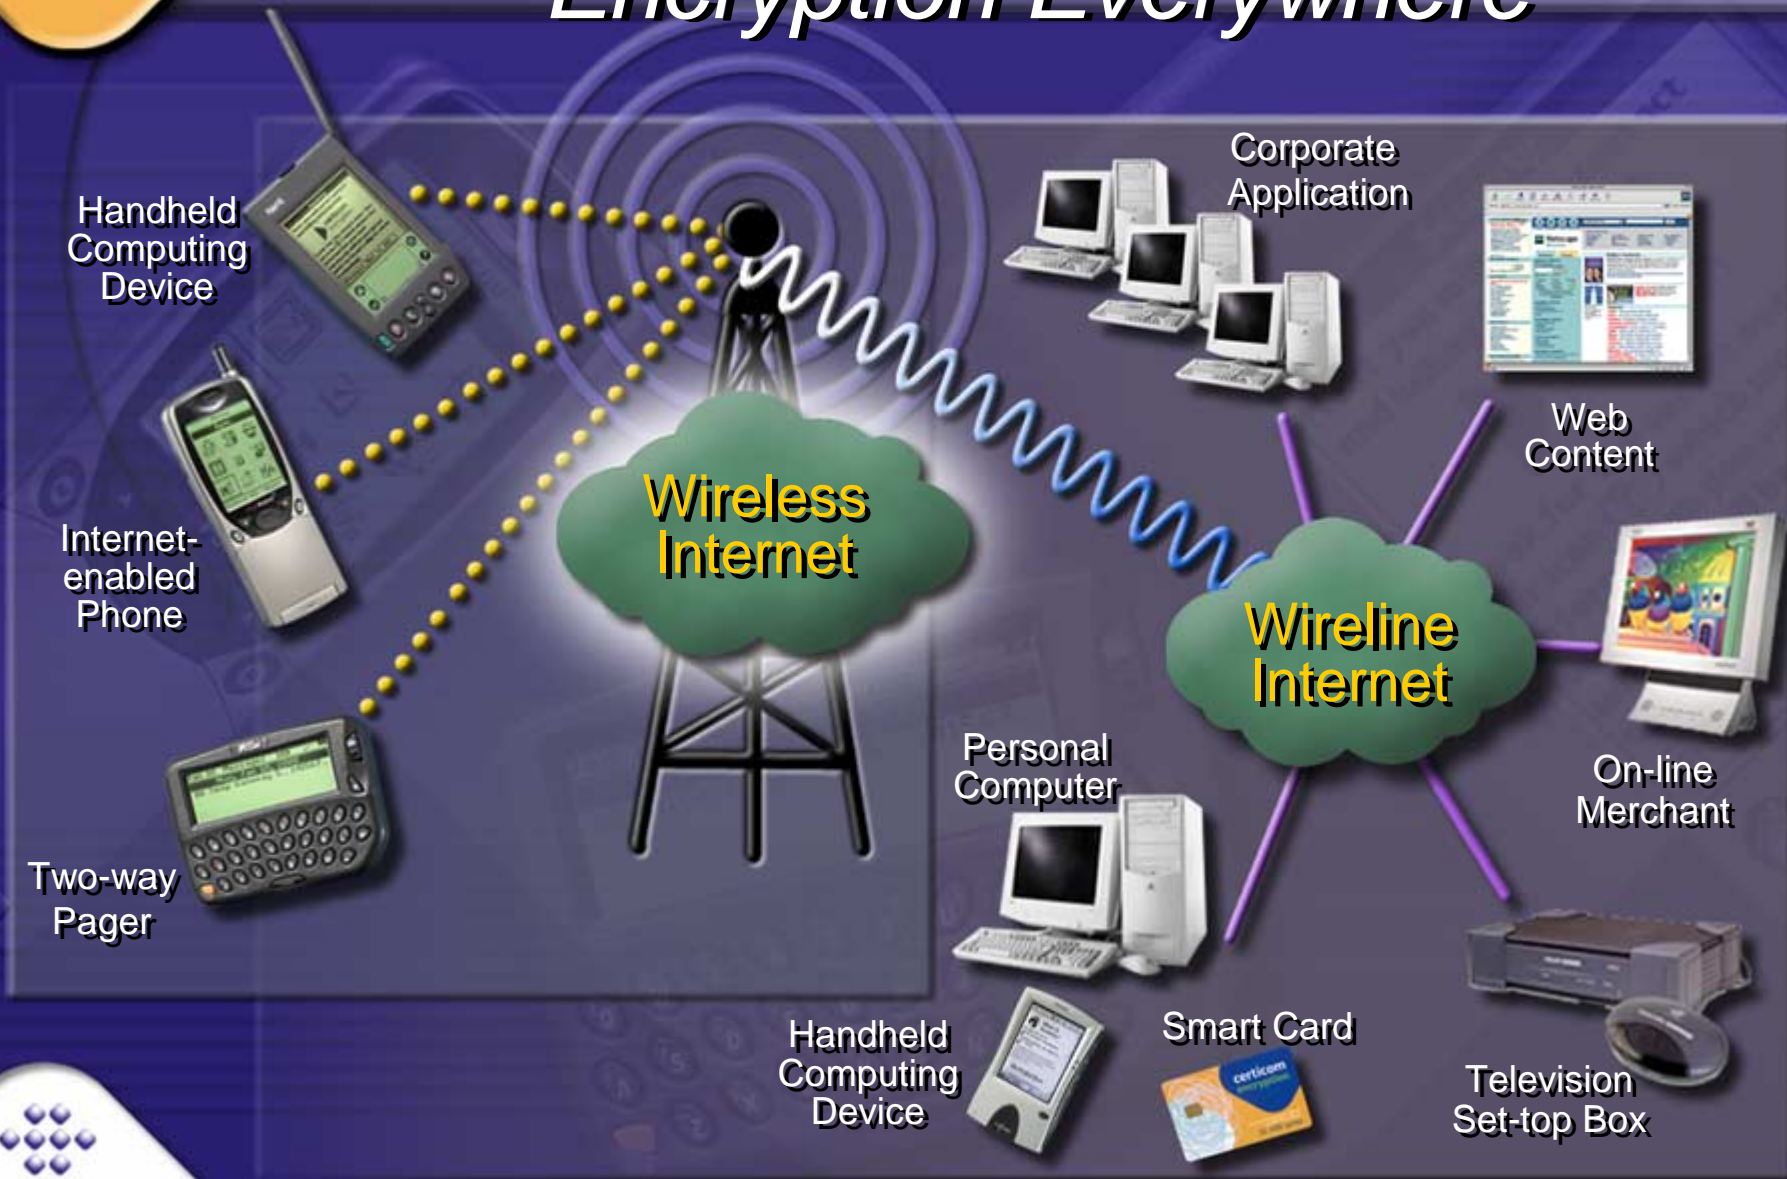 Encryption Everywhere
Handheld
Computing
Device
Internet-
enabled
Phone
Two-way
Pager
Wireless
Internet
Corporate
Application
Web
Content
Wireline
Internet
On-line
Merchant
Personal
Computer
Handheld
Computing
Device
Smart Card
certicom
encryption
Television
Set-top Box